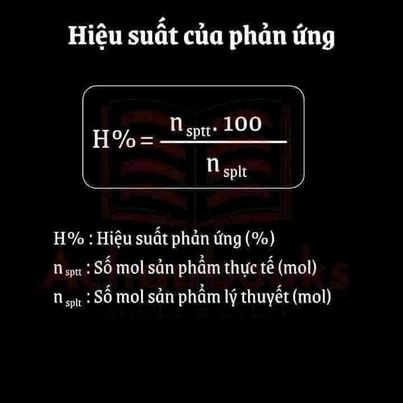 Hiệu suất của phản ứng
H% = n sptt . 100
n splt
H% : Hiệu suất phản ứng (%)
n sptt : Số mol sản phẩm thực tế (mol)
n splt : Số mol sản phẩm lý thuyết (mol)